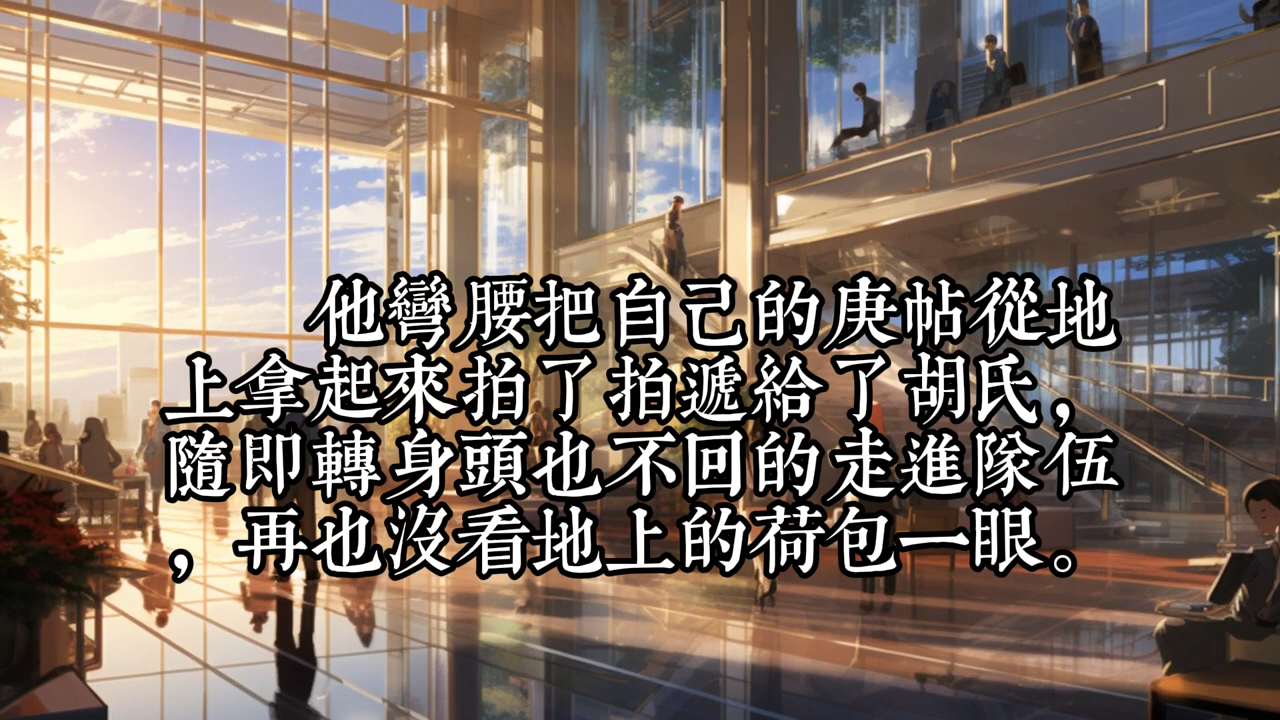 他彎腰把自己的庚帖從地
上拿起來拍了拍遞給了胡氏，
隨即轉身頭也不回的走進隊伍
，再也沒看地上的荷包一眼。